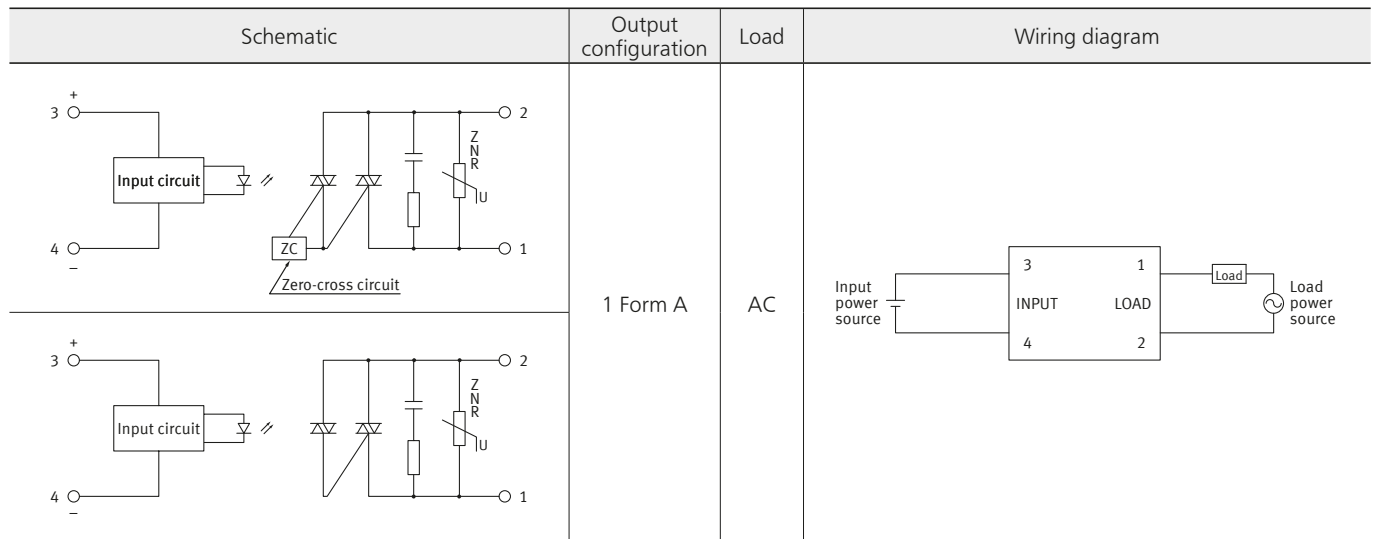 Schematic
Output
configuration
Load
Wiring diagram
+
3
2
Z
N
R
Input circuit
U
4
–
ZC
1
Zero-cross circuit
1 Form A
AC
Input
power
source
3
1
INPUT
LOAD
4
2
Load
Load
power
source
+
3
2
Z
N
R
Input circuit
U
4
–
1